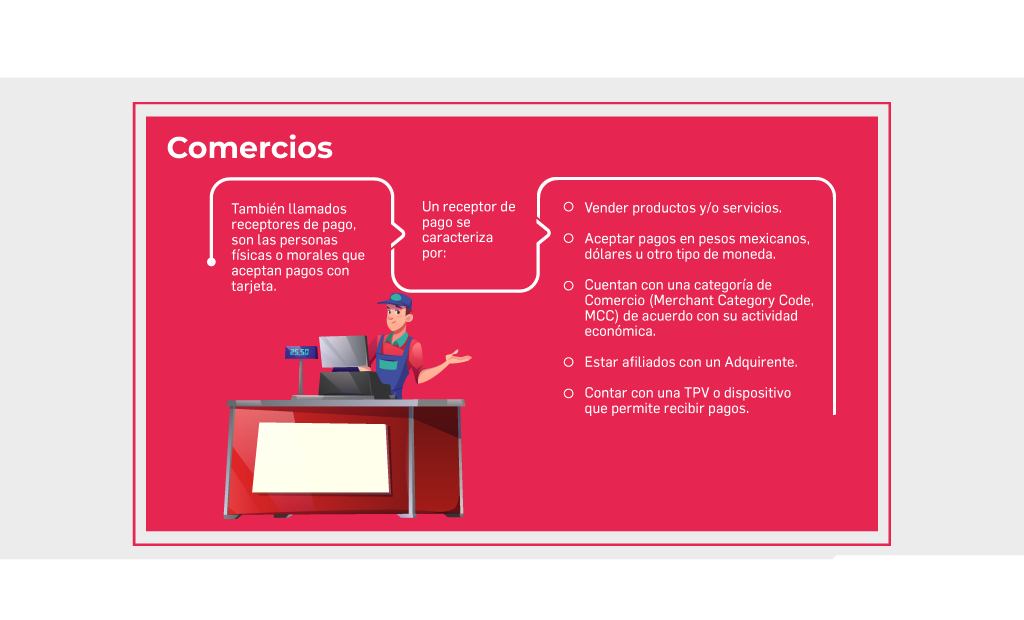 Comercios
También llamados
receptores de pago,
son las personas
físicas o morales que
aceptan pagos con
tarjeta.
Un receptor de
pago se
caracteriza
por:
Vender productos y/o servicios.
Aceptar pagos en pesos mexicanos,
dólares u otro tipo de moneda.
Cuentan con una categoría de
Comercio (Merchant Category Code,
MCC) de acuerdo con su actividad
económica.
Estar afiliados con un Adquirente.
Contar con una TPV o dispositivo
que permite recibir pagos.
25.50